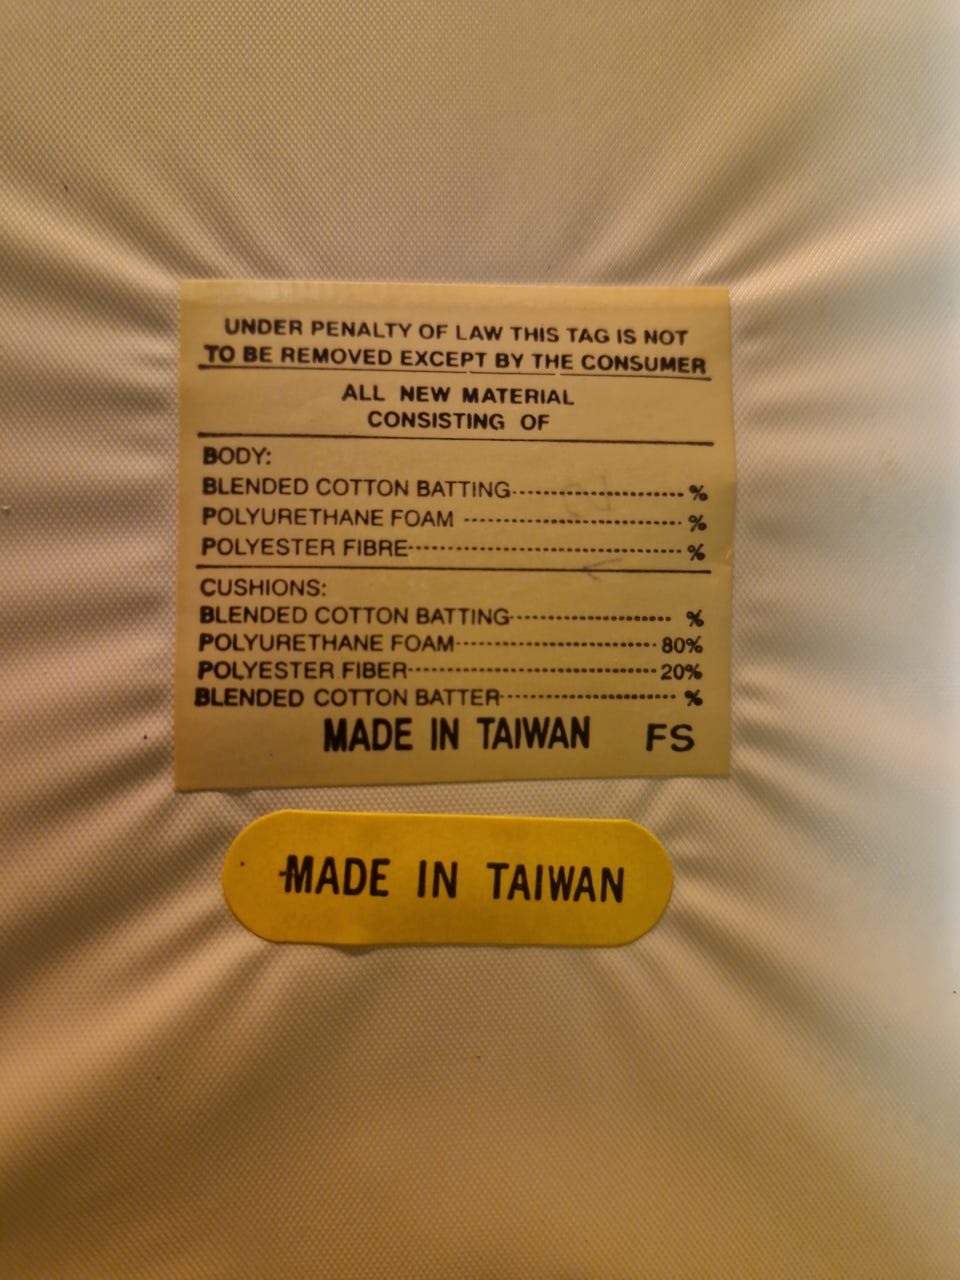 UNDER PENALTY OF LAW THIS TAG IS NOT
TO BE REMOVED EXCEPT BY THE CONSUMER
ALL NEW MATERIAL
CONSISTING OF
BODY:
BLENDED COTTON BATTING------------------------%
POLYURETHANE FOAM ------------------------------%
POLYESTER FIBRE--------------------------------------%
CUSHIONS:
BLENDED COTTON BATTING----------------------- %
POLYURETHANE FOAM-----------------------------80%
POLYESTER FIBER-----------------------------------20%
BLENDED COTTON BATTER------------------------- %
MADE IN TAIWAN FS
MADE IN TAIWAN